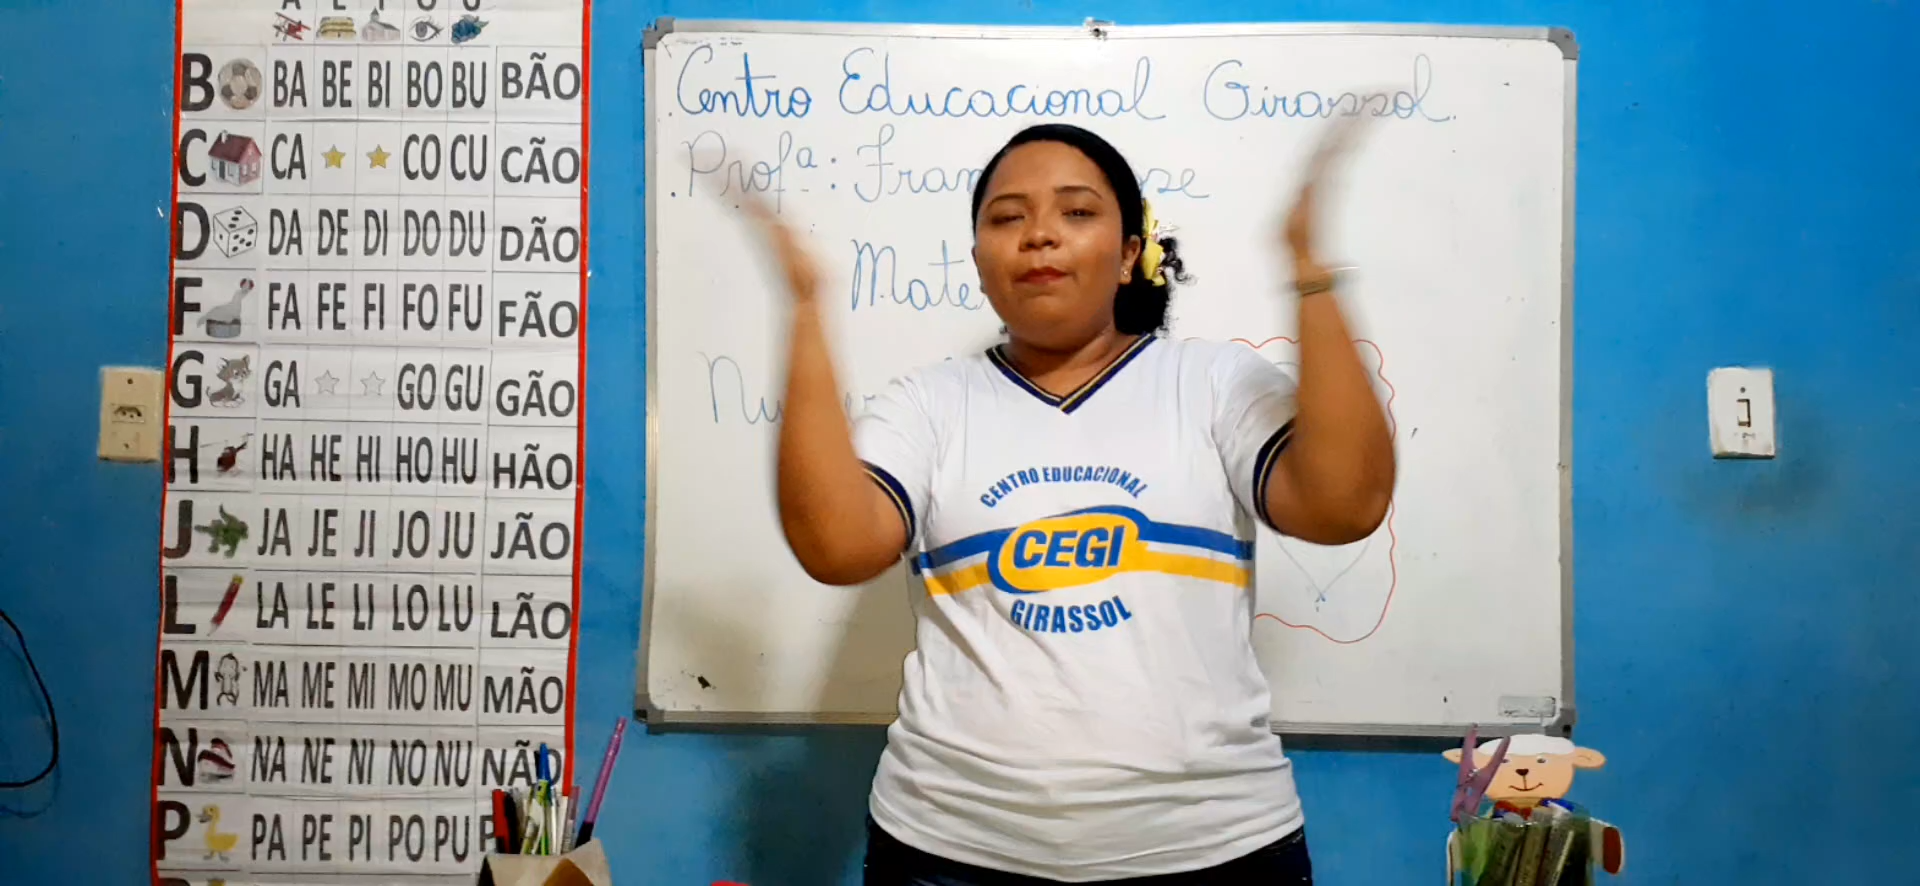 A E I O U
B BA BE BI BO BU BÃO
C CA CO CU CÃO
D DA DE DI DO DU DÃO
F FA FE FI FO FU FÃO
G GA GO GU GÃO
H HA HE HI HO HU HÃO
J JA JE JI JO JU JÃO
L LA LE LI LO LU LÃO
M MA ME MI MO MU MÃO
N NA NE NI NO NU NÃO
P PA PE PI PO PU P
Centro Educacional Girassol
Profª: Fran
Mate
CENTRO EDUCACIONAL
CEGI
GIRASSOL